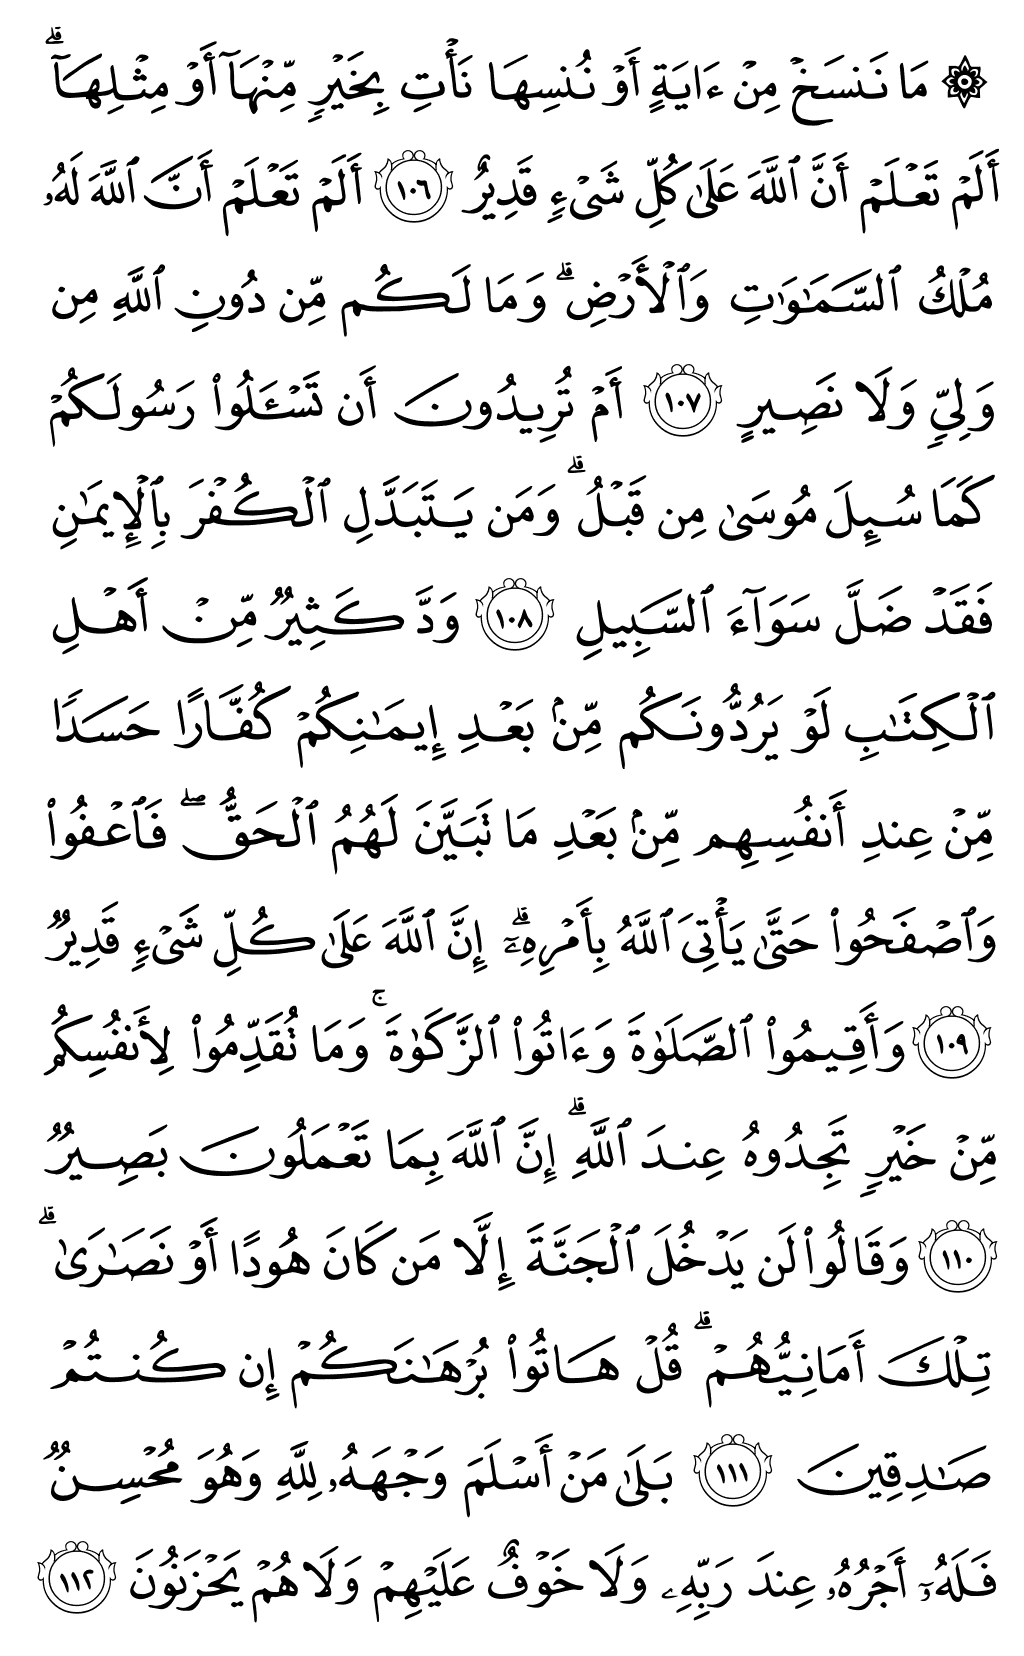 ۞ مَا نَنسَخۡ مِنۡ ءَايَةٍ أَوۡ نُنسِهَا نَأۡتِ بِخَيۡرٖ مِّنۡهَآ أَوۡ مِثۡلِهَآۗ
أَلَمۡ تَعۡلَمۡ أَنَّ ٱللَّهَ عَلَىٰ كُلِّ شَيۡءٖ قَدِيرٌ ١٠٦ أَلَمۡ تَعۡلَمۡ أَنَّ ٱللَّهَ لَهُۥ
مُلۡكُ ٱلسَّمَٰوَٰتِ وَٱلۡأَرۡضِۗ وَمَا لَكُم مِّن دُونِ ٱللَّهِ مِن
وَلِيّٖ وَلَا نَصِيرٍ ١٠٧ أَمۡ تُرِيدُونَ أَن تَسۡـَٔلُواْ رَسُولَكُمۡ
كَمَا سُئِلَ مُوسَىٰ مِن قَبۡلُۗ وَمَن يَتَبَدَّلِ ٱلۡكُفۡرَ بِٱلۡإِيمَٰنِ
فَقَدۡ ضَلَّ سَوَآءَ ٱلسَّبِيلِ ١٠٨ وَدَّ كَثِيرٞ مِّنۡ أَهۡلِ
ٱلۡكِتَٰبِ لَوۡ يَرُدُّونَكُم مِّنۢ بَعۡدِ إِيمَٰنِكُمۡ كُفَّارًا حَسَدٗا
مِّنۡ عِندِ أَنفُسِهِم مِّنۢ بَعۡدِ مَا تَبَيَّنَ لَهُمُ ٱلۡحَقُّۖ فَٱعۡفُواْ
وَٱصۡفَحُواْ حَتَّىٰ يَأۡتِيَ ٱللَّهُ بِأَمۡرِهِۦٓۗ إِنَّ ٱللَّهَ عَلَىٰ كُلِّ شَيۡءٖ قَدِيرٞ
١٠٩ وَأَقِيمُواْ ٱلصَّلَوٰةَ وَءَاتُواْ ٱلزَّكَوٰةَۚ وَمَا تُقَدِّمُواْ لِأَنفُسِكُم
مِّنۡ خَيۡرٖ تَجِدُوهُ عِندَ ٱللَّهِۗ إِنَّ ٱللَّهَ بِمَا تَعۡمَلُونَ بَصِيرٞ
١١٠ وَقَالُواْ لَن يَدۡخُلَ ٱلۡجَنَّةَ إِلَّا مَن كَانَ هُودًا أَوۡ نَصَٰرَىٰۗ
تِلۡكَ أَمَانِيُّهُمۡۗ قُلۡ هَاتُواْ بُرۡهَٰنَكُمۡ إِن كُنتُمۡ
صَٰدِقِينَ ١١١ بَلَىٰ مَنۡ أَسۡلَمَ وَجۡهَهُۥ لِلَّهِ وَهُوَ مُحۡسِنٞ
فَلَهُۥٓ أَجۡرُهُۥ عِندَ رَبِّهِۦ وَلَا خَوۡفٌ عَلَيۡهِمۡ وَلَا هُمۡ يَحۡزَنُونَ ١١٢